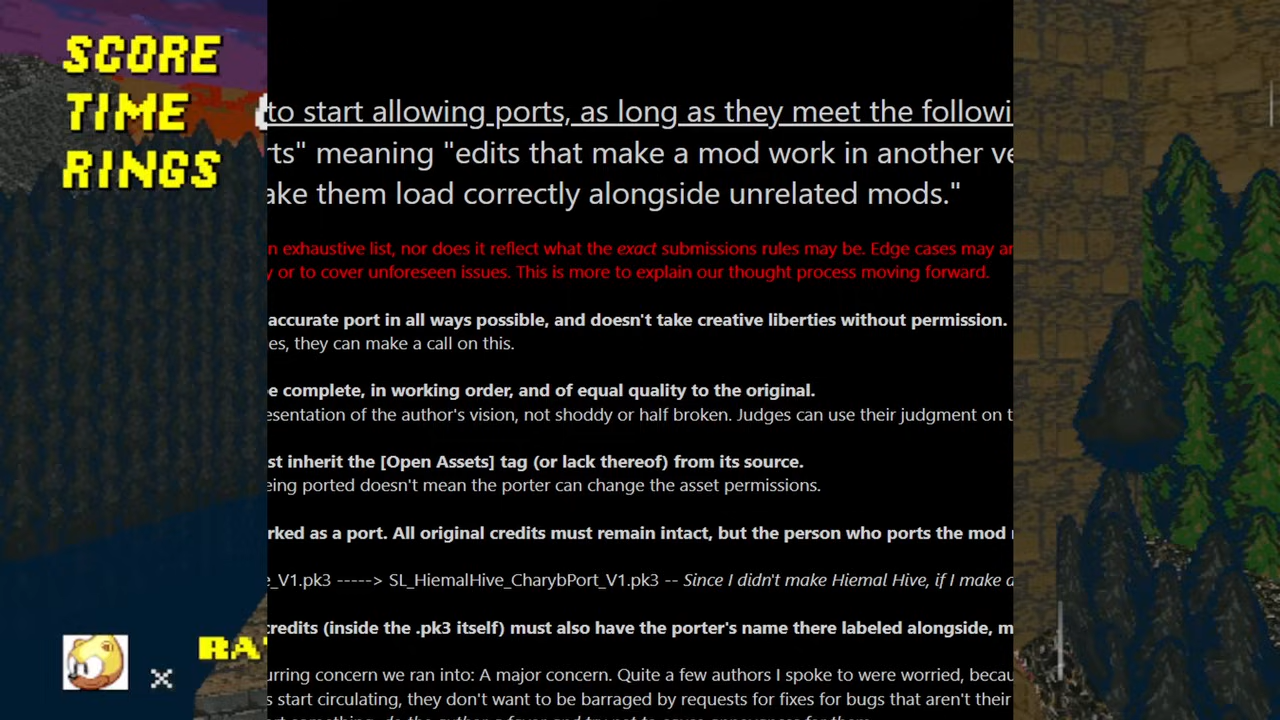 SCORE
TIME
RINGS
to start allowing ports, as long as they meet the followi
rts" meaning "edits that make a mod work in another ve
ake them load correctly alongside unrelated mods."
n exhaustive list, nor does it reflect what the exact submissions rules may be. Edge cases may ar
y or to cover unforeseen issues. This is more to explain our thought process moving forward.
accurate port in all ways possible, and doesn't take creative liberties without permission.
es, they can make a call on this.
e complete, in working order, and of equal quality to the original.
esentation of the author's vision, not shoddy or half broken. Judges can use their judgment on t
st inherit the [Open Assets] tag (or lack thereof) from its source.
eing ported doesn't mean the porter can change the asset permissions.
rked as a port. All original credits must remain intact, but the person who ports the mod
e_V1.pk3 -----> SL_HiemalHive_CharybPort_V1.pk3 -- Since I didn't make Hiemal Hive, if I make a
credits (inside the .pk3 itself) must also have the porter's name there labeled alongside, m
urring concern we ran into: A major concern. Quite a few authors I spoke to were worried, becau
s start circulating, they don't want to be barraged by requests for fixes for bugs that aren't their
RA
×